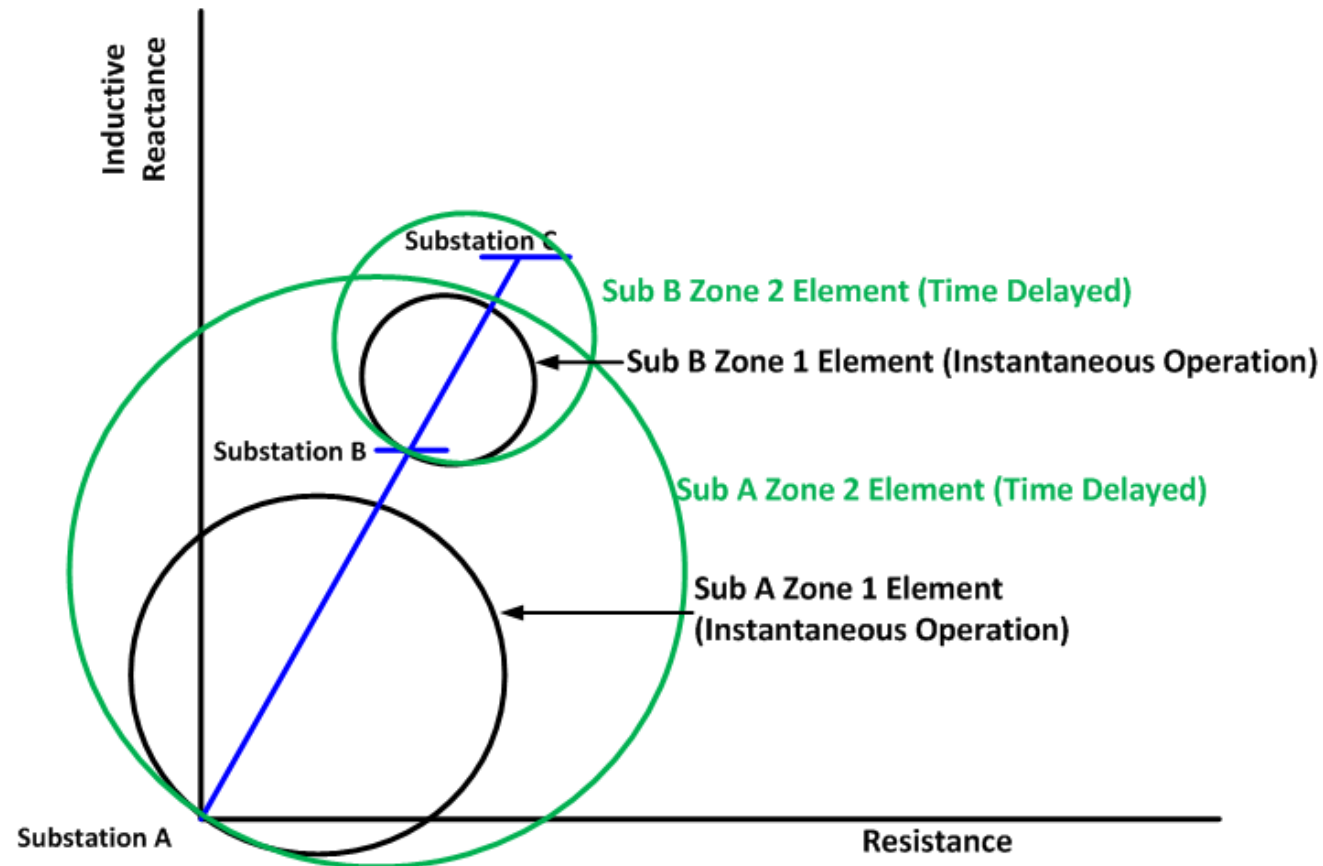 Inductive
Reactance
Substation C
Sub B Zone 2 Element (Time Delayed)
Sub B Zone 1 Element (Instantaneous Operation)
Substation B
Sub A Zone 2 Element (Time Delayed)
Sub A Zone 1 Element
(Instantaneous Operation)
Substation A
Resistance